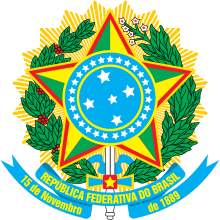 REPÚBLICA FEDERATIVA DO BRASIL
15 de Novembro
de 1889